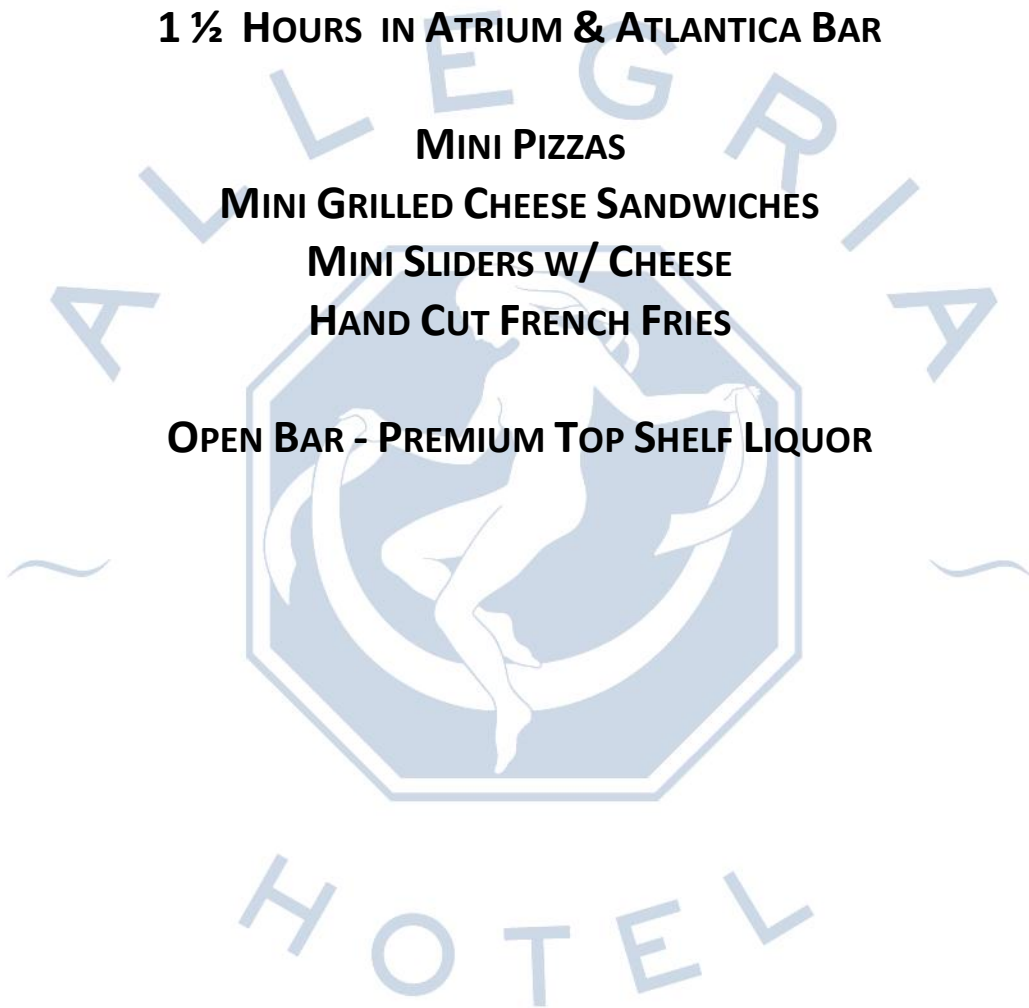 1 ½ HOURS IN ATRIUM & ATLANTICA BAR
MINI PIZZAS
MINI GRILLED CHEESE SANDWICHES
MINI SLIDERS W/ CHEESE
HAND CUT FRENCH FRIES
OPEN BAR - PREMIUM TOP SHELF LIQUOR
ALLEGRIA
HOTEL